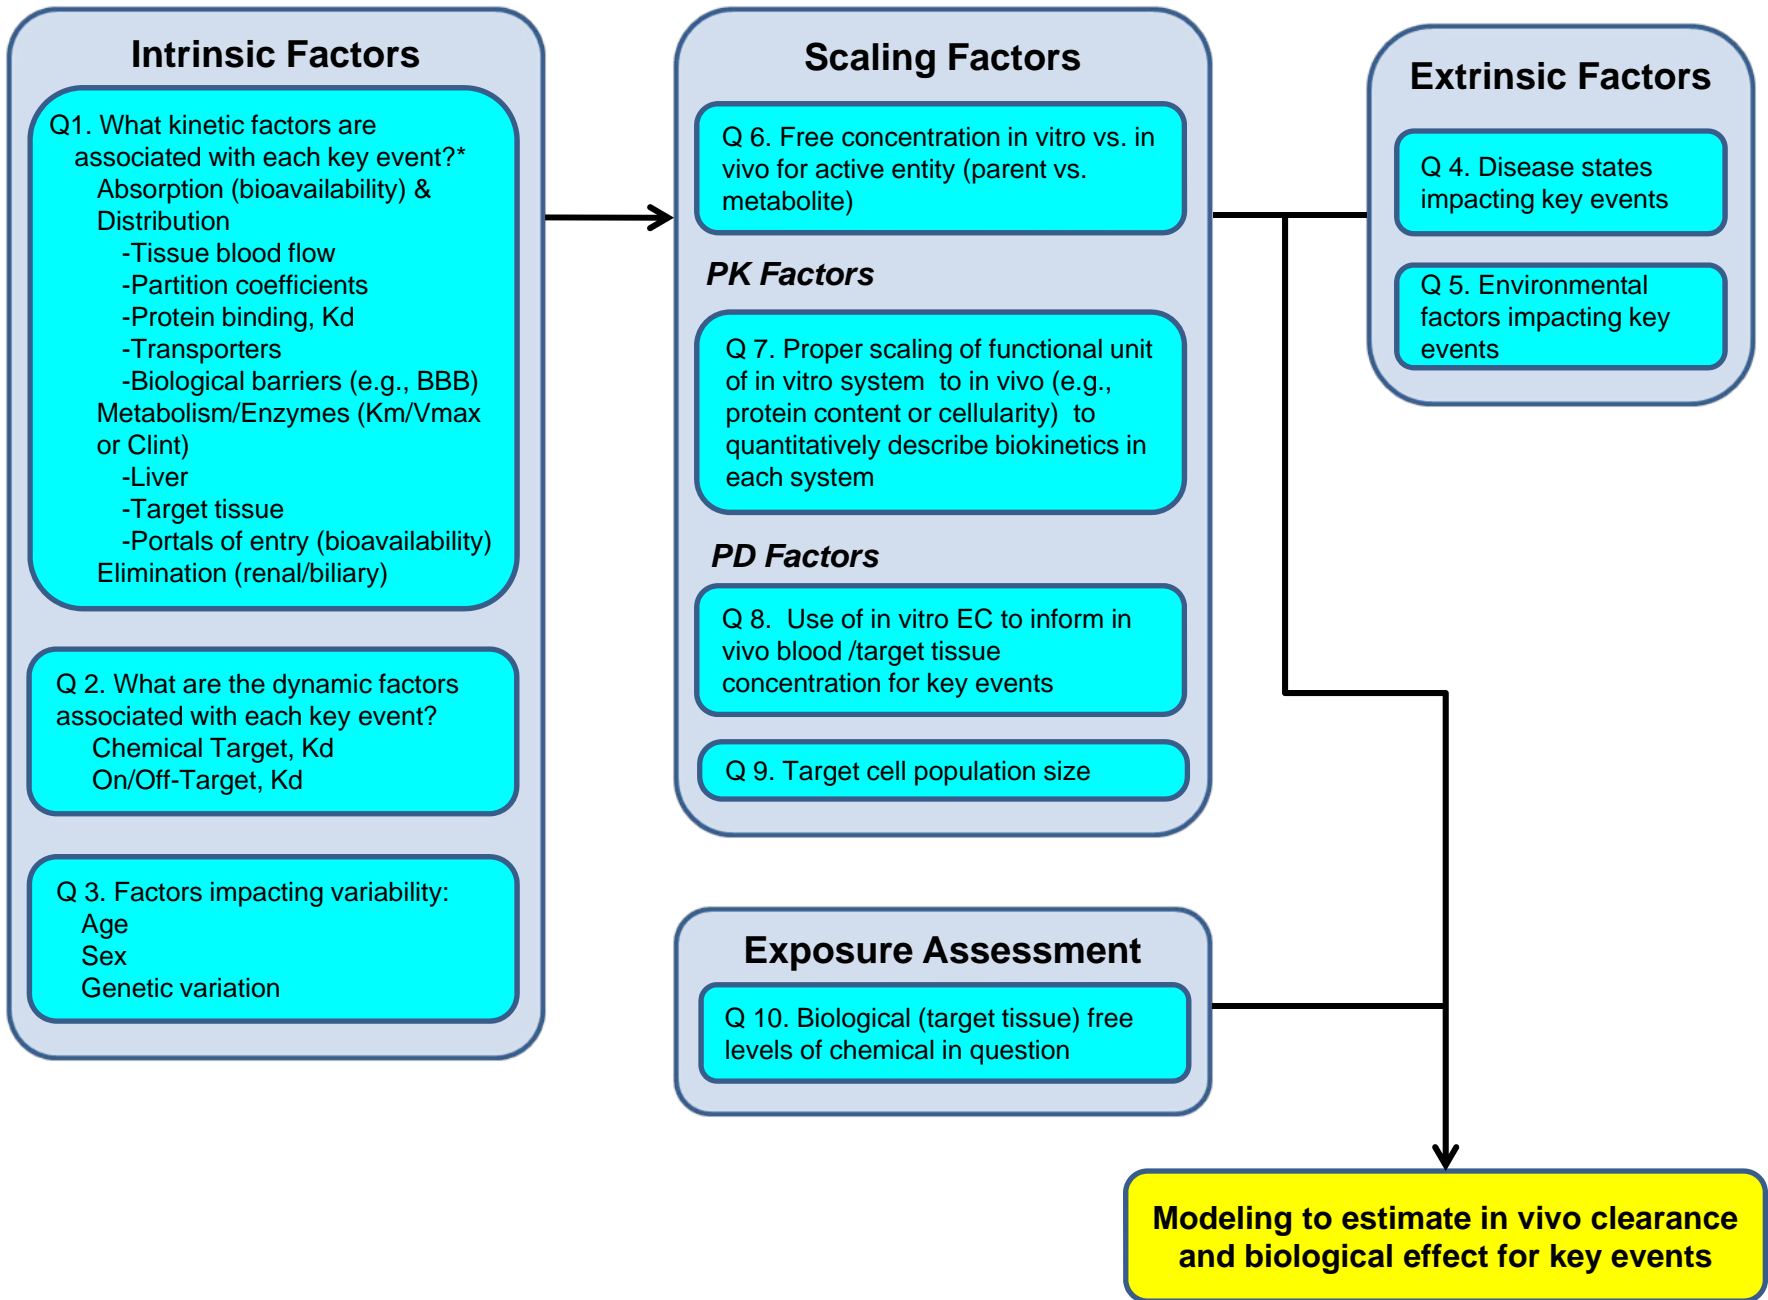 Intrinsic Factors
Q1. What kinetic factors are
associated with each key event?*
Absorption (bioavailability) &
Distribution
-Tissue blood flow
-Partition coefficients
-Protein binding, Kd
-Transporters
-Biological barriers (e.g., BBB)
Metabolism/Enzymes (Km/Vmax
or Clint)
-Liver
-Target tissue
-Portals of entry (bioavailability)
Elimination (renal/biliary)
Q 2. What are the dynamic factors
associated with each key event?
Chemical Target, Kd
On/Off-Target, Kd
Q 3. Factors impacting variability:
Age
Sex
Genetic variation
Scaling Factors
Q 6. Free concentration in vitro vs. in
vivo for active entity (parent vs.
metabolite)
PK Factors
Q 7. Proper scaling of functional unit
of in vitro system to in vivo (e.g.,
protein content or cellularity) to
quantitatively describe biokinetics in
each system
PD Factors
Q 8. Use of in vitro EC to inform in
vivo blood /target tissue
concentration for key events
Q 9. Target cell population size
Exposure Assessment
Q 10. Biological (target tissue) free
levels of chemical in question
Extrinsic Factors
Q 4. Disease states
impacting key events
Q 5. Environmental
factors impacting key
events
Modeling to estimate in vivo clearance
and biological effect for key events